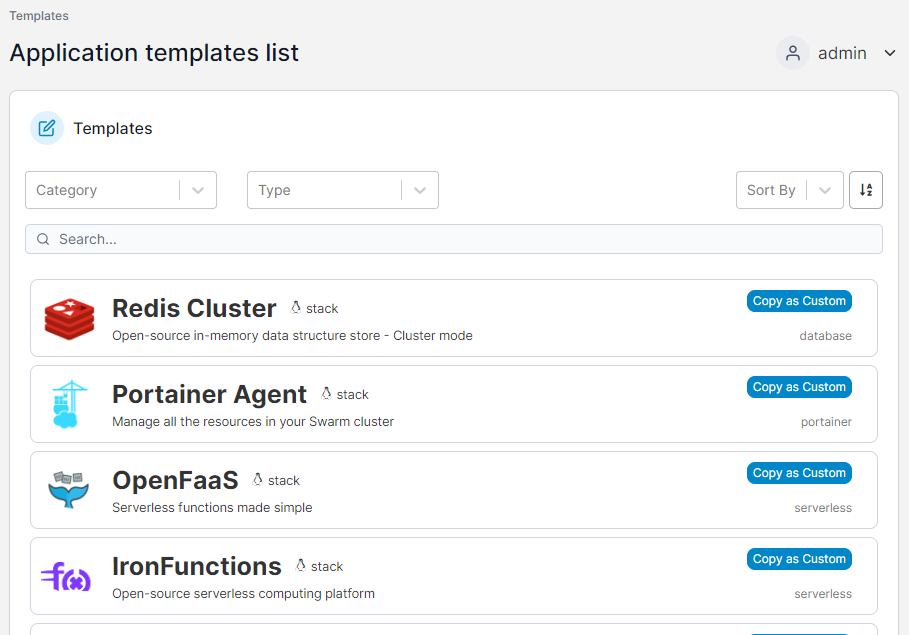 Templates
Application templates list
admin
Templates
Category
Type
Sort By
Search...
Redis Cluster stack
Copy as Custom
Open-source in-memory data structure store - Cluster mode
database
Portainer Agent stack
Copy as Custom
Manage all the resources in your Swarm cluster
portainer
OpenFaaS stack
Copy as Custom
Serverless functions made simple
serverless
f(x)
IronFunctions stack
Copy as Custom
Open-source serverless computing platform
serverless